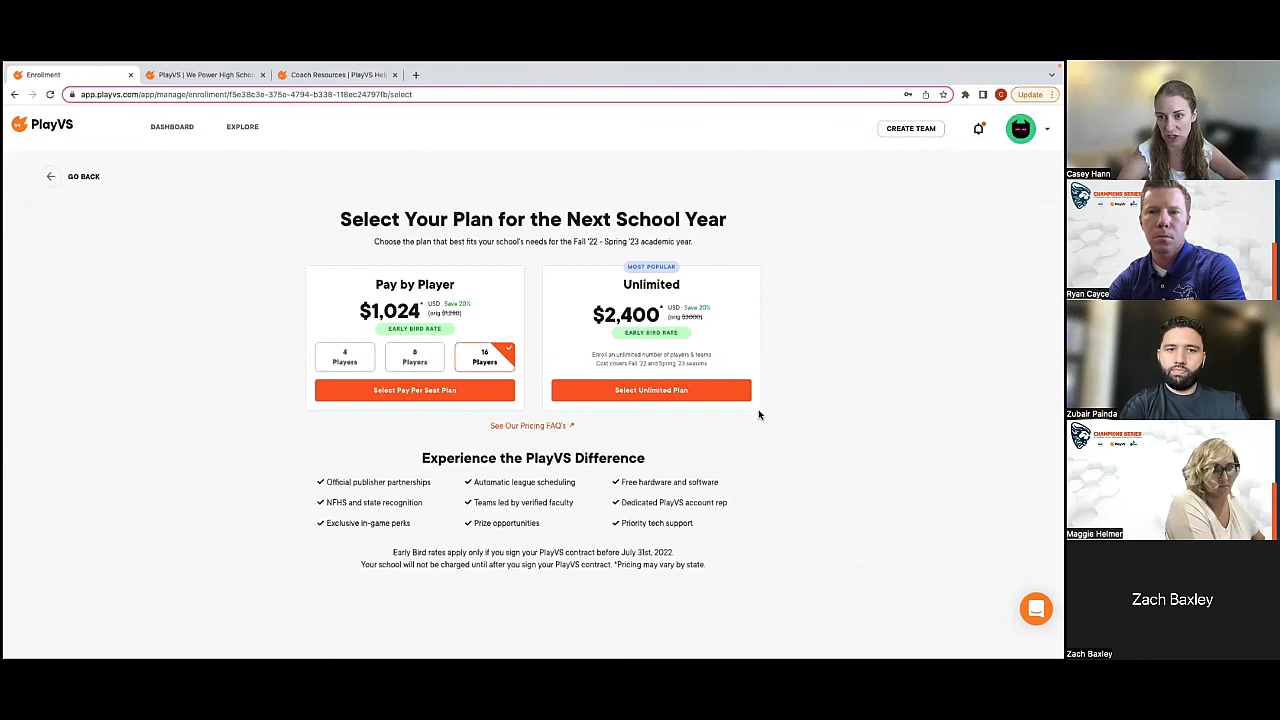 Enrollment
PlayVS | We Power High Schoo
Coach Resources | PlayVS Hel
app.playvs.com/app/manage/enrollment/f5e38c3e-375e-4794-b338-118ec24797fb/select
C
Update
PlayVS
DASHBOARD
EXPLORE
CREATE TEAM
GO BACK
Select Your Plan for the Next School Year
Choose the plan that best fits your school's needs for the Fall '22 - Spring '23 academic year.
Pay by Player
$1,024* USD Save 20%
(orig $1,280)
EARLY BIRD RATE
4 Players
8 Players
16 Players
Select Pay Per Seat Plan
MOST POPULAR
Unlimited
$2,400* USD Save 20%
(orig $3000)
EARLY BIRD RATE
Enroll an unlimited number of players & teams
Cost covers Fall '22 and Spring '23 seasons
Select Unlimited Plan
See Our Pricing FAQ's
Experience the PlayVS Difference
Official publisher partnerships
Automatic league scheduling
Free hardware and software
NFHS and state recognition
Teams led by verified faculty
Dedicated PlayVS account rep
Exclusive in-game perks
Prize opportunities
Priority tech support
Early Bird rates apply only if you sign your PlayVS contract before July 31st, 2022.
Your school will not be charged until after you sign your PlayVS contract. *Pricing may vary by state.
Casey Hann
CHAMPIONS SERIES
PlayVS
Ryan Cayce
Zubair Painda
CHAMPIONS SERIES
PlayVS
Maggie Helmer
Zach Baxley
Zach Baxley